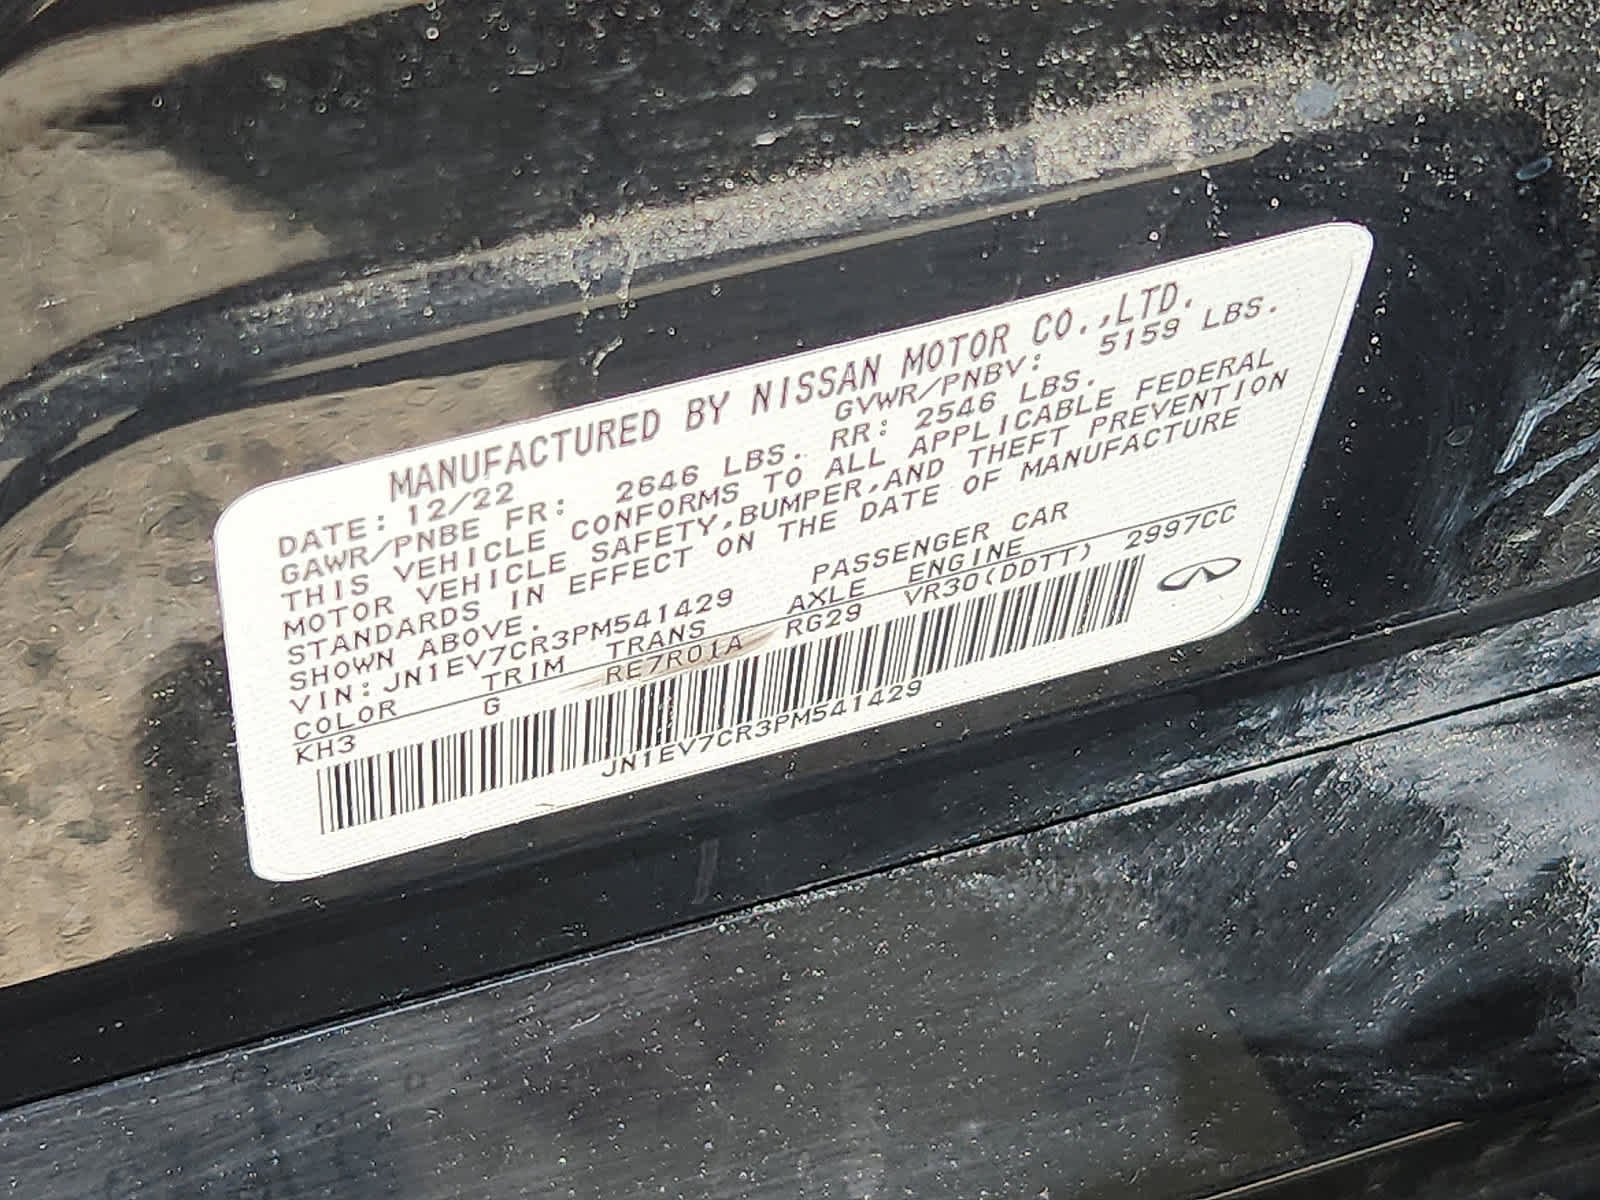 MANUFACTURED BY NISSAN MOTOR CO.,LTD.
DATE: 12/22 GVWR/PNBV: 5159 LBS.
GAWR/PNBE FR: 2646 LBS. RR: 2546 LBS.
THIS VEHICLE CONFORMS TO ALL APPLICABLE FEDERAL
MOTOR VEHICLE SAFETY,BUMPER,AND THEFT PREVENTION
STANDARDS IN EFFECT ON THE DATE OF MANUFACTURE
SHOWN ABOVE.
VIN:JN1EV7CR3PM541429 PASSENGER CAR
COLOR TRIM TRANS AXLE ENGINE
KH3 G RE7R01A RG29 VR30(DDTT) 2997CC
JN1EV7CR3PM541429